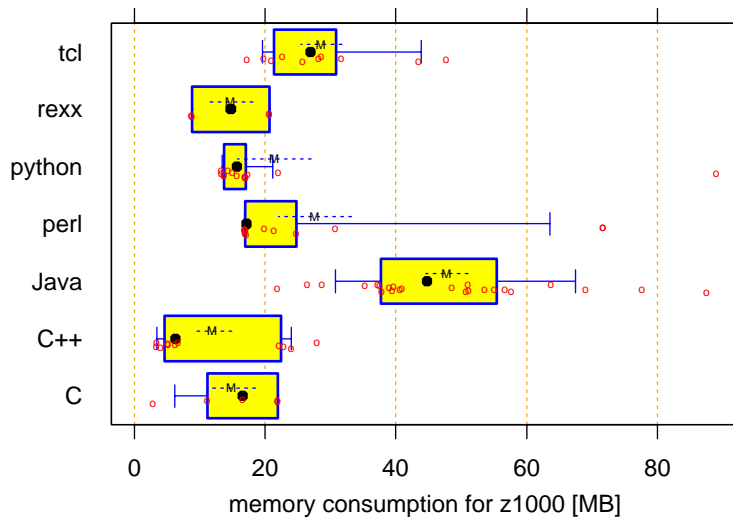 tcl
M
rexx
M
python
M
perl
M
Java
M
C++
M
C
M
0 20 40 60 80
memory consumption for z1000 [MB]